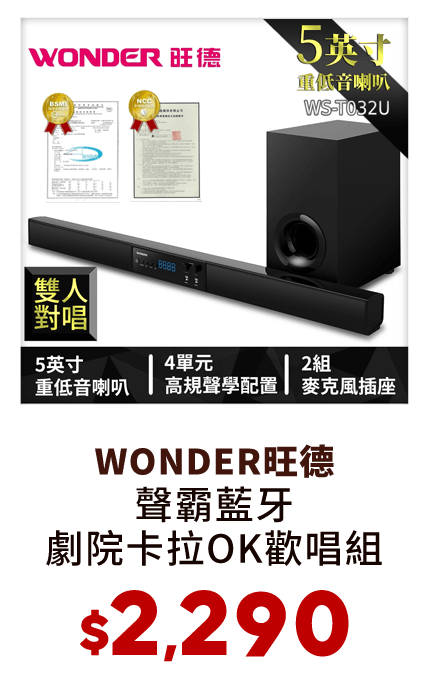 WONDER 旺德
5英寸
重低音喇叭
WS-T032U
BSMI
NCC
WONDER
8888
雙人
對唱
5英寸
重低音喇叭
4單元
高規聲學配置
2組
麥克風插座
WONDER旺德
聲霸藍牙
劇院卡拉OK歡唱組
$2,290